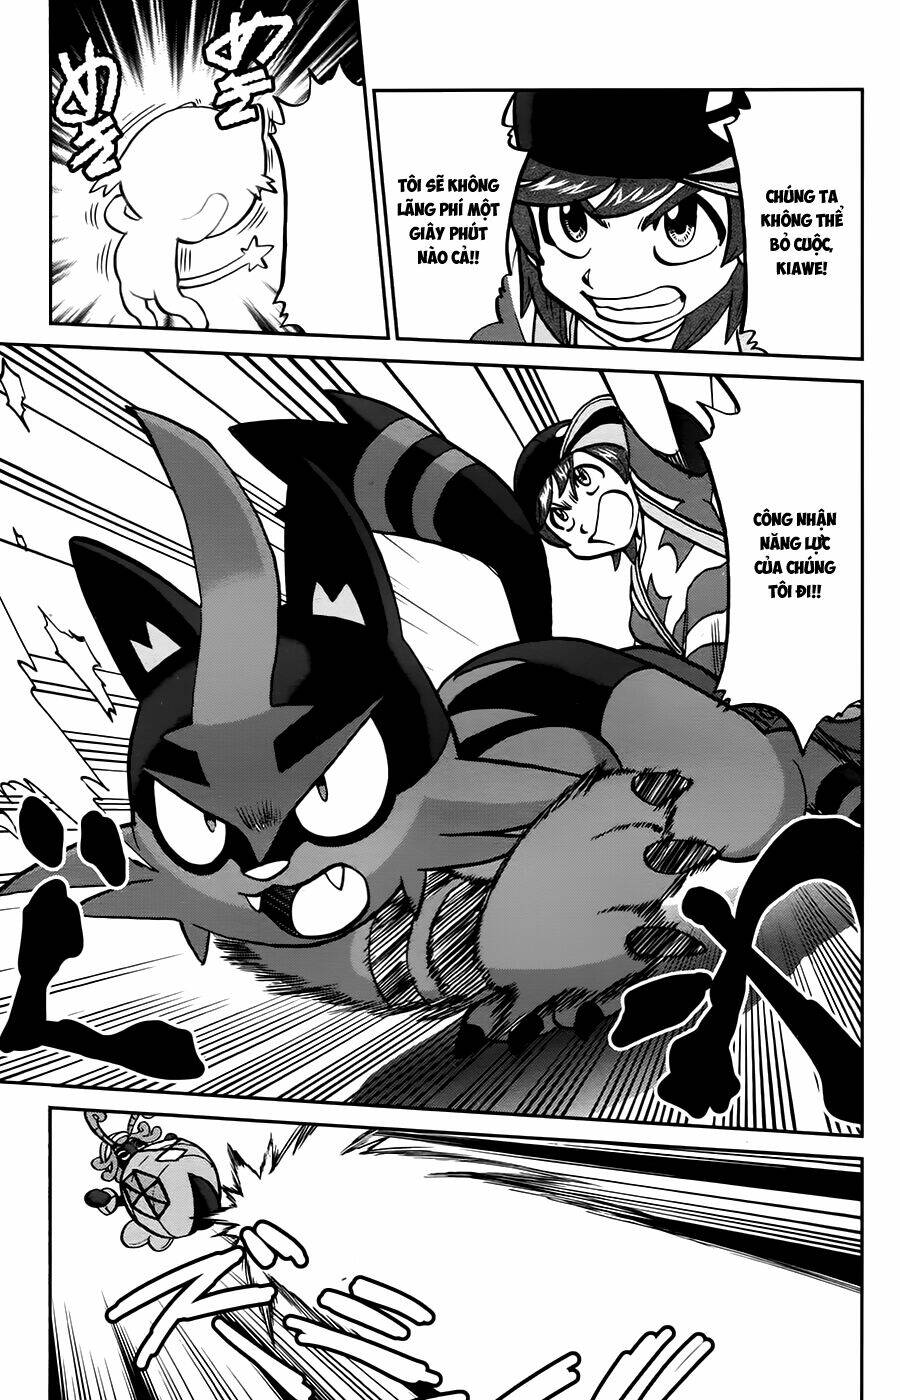 めき
めき
CHÚNG TA
KHÔNG THỂ
BỎ CUỘC,
KIAWE!
TÔI SẼ KHÔNG
LÃNG PHÍ MỘT
GIÂY PHÚT
NÀO CẢ!!
CÔNG NHẬN
NĂNG LỰC
CỦA CHÚNG
TÔI ĐI!!